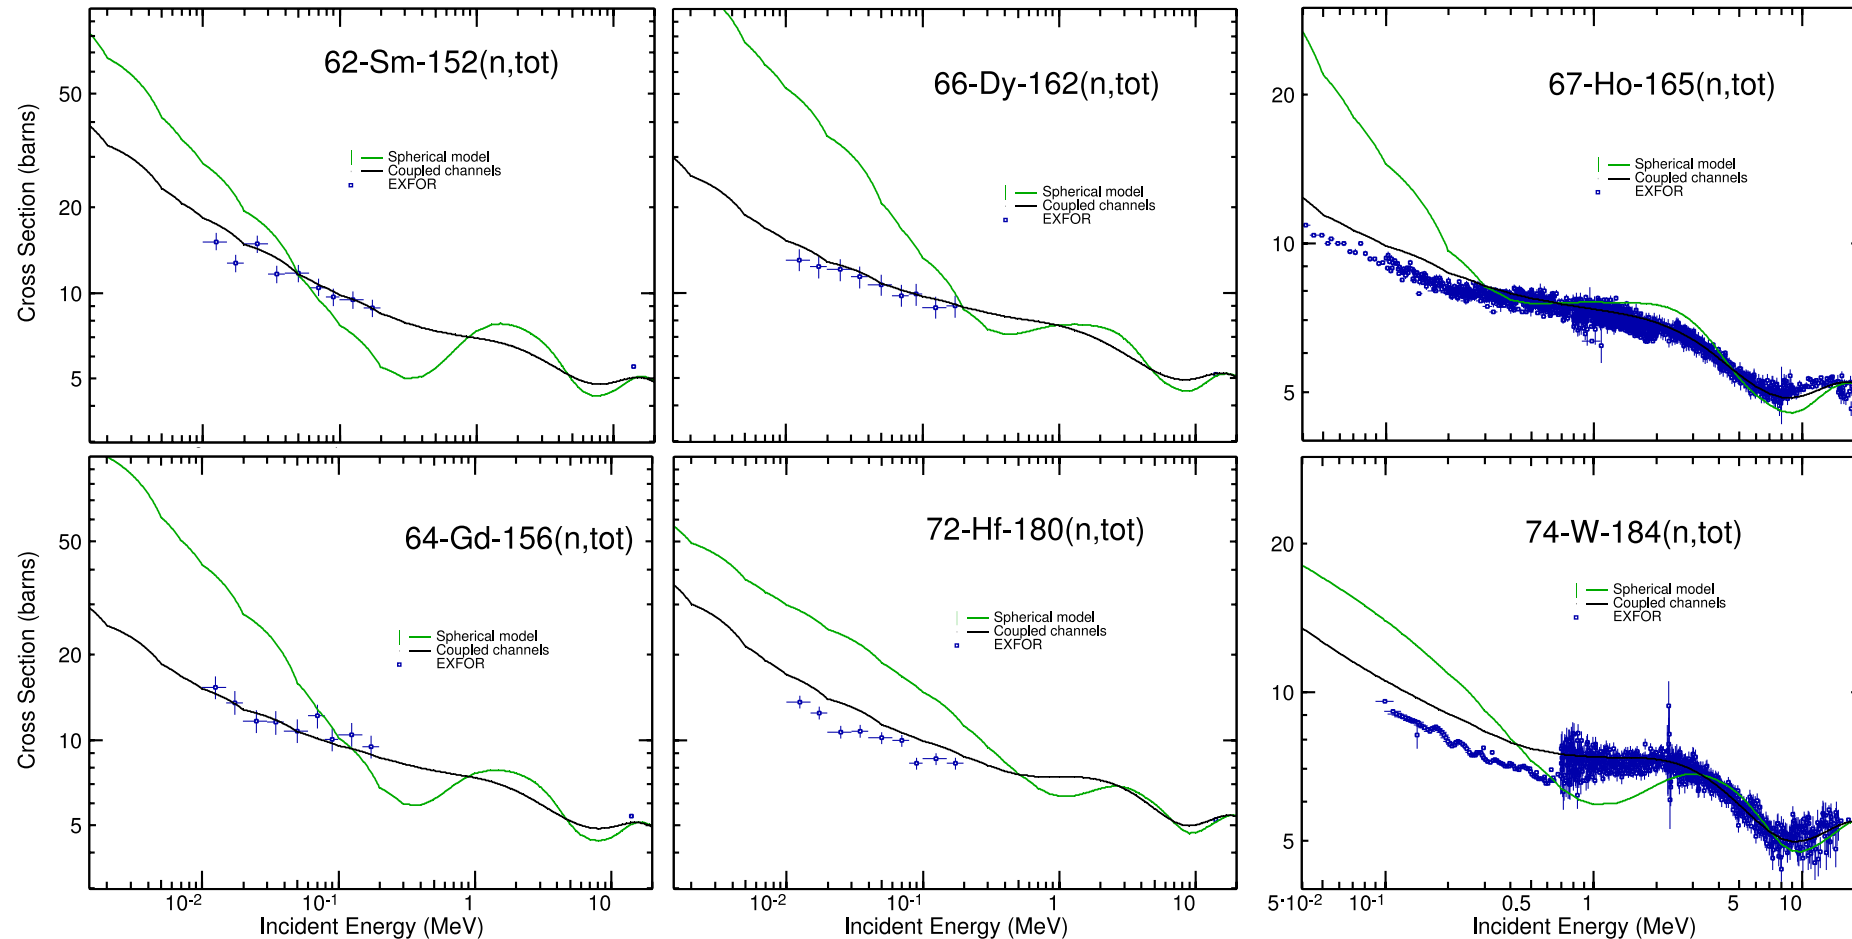 62-Sm-152(n,tot)
Cross Section (barns)
50
20
10
5
Spherical model
Coupled channels
EXFOR
66-Dy-162(n,tot)
Spherical model
Coupled channels
EXFOR
67-Ho-165(n,tot)
20
10
5
Spherical model
Coupled channels
EXFOR
64-Gd-156(n,tot)
Cross Section (barns)
50
20
10
5
Spherical model
Coupled channels
EXFOR
10-2 10-1 1 10
Incident Energy (MeV)
72-Hf-180(n,tot)
Spherical model
Coupled channels
EXFOR
10-2 10-1 1 10
Incident Energy (MeV)
74-W-184(n,tot)
20
10
5
Spherical model
Coupled channels
EXFOR
5·10-2 10-1 0.5 1 5 10
Incident Energy (MeV)